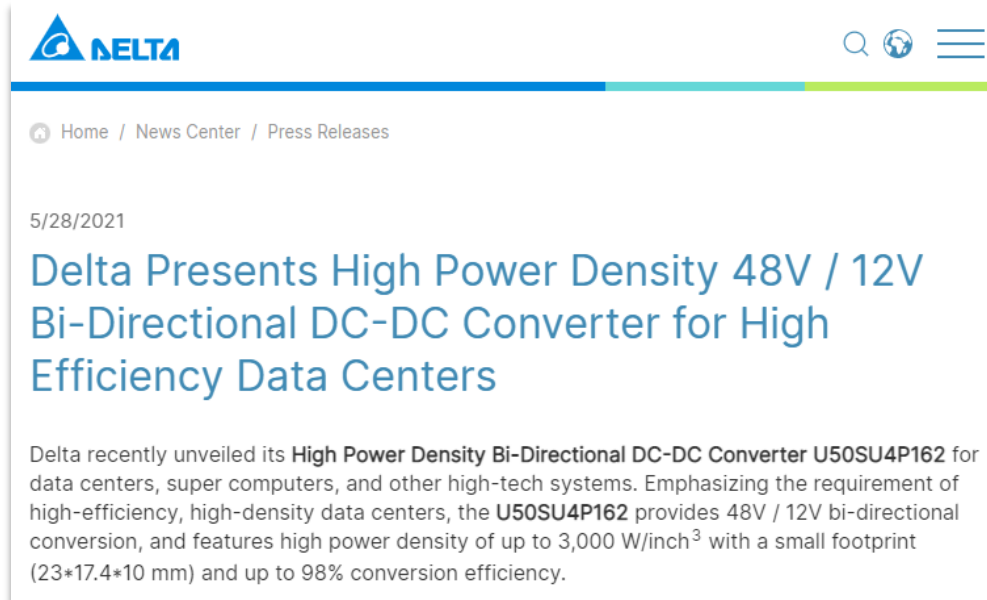 DELTA
Home / News Center / Press Releases
5/28/2021
Delta Presents High Power Density 48V / 12V
Bi-Directional DC-DC Converter for High
Efficiency Data Centers
Delta recently unveiled its High Power Density Bi-Directional DC-DC Converter U50SU4P162 for
data centers, super computers, and other high-tech systems. Emphasizing the requirement of
high-efficiency, high-density data centers, the U50SU4P162 provides 48V / 12V bi-directional
conversion, and features high power density of up to 3,000 W/inch³ with a small footprint
(23*17.4*10 mm) and up to 98% conversion efficiency.